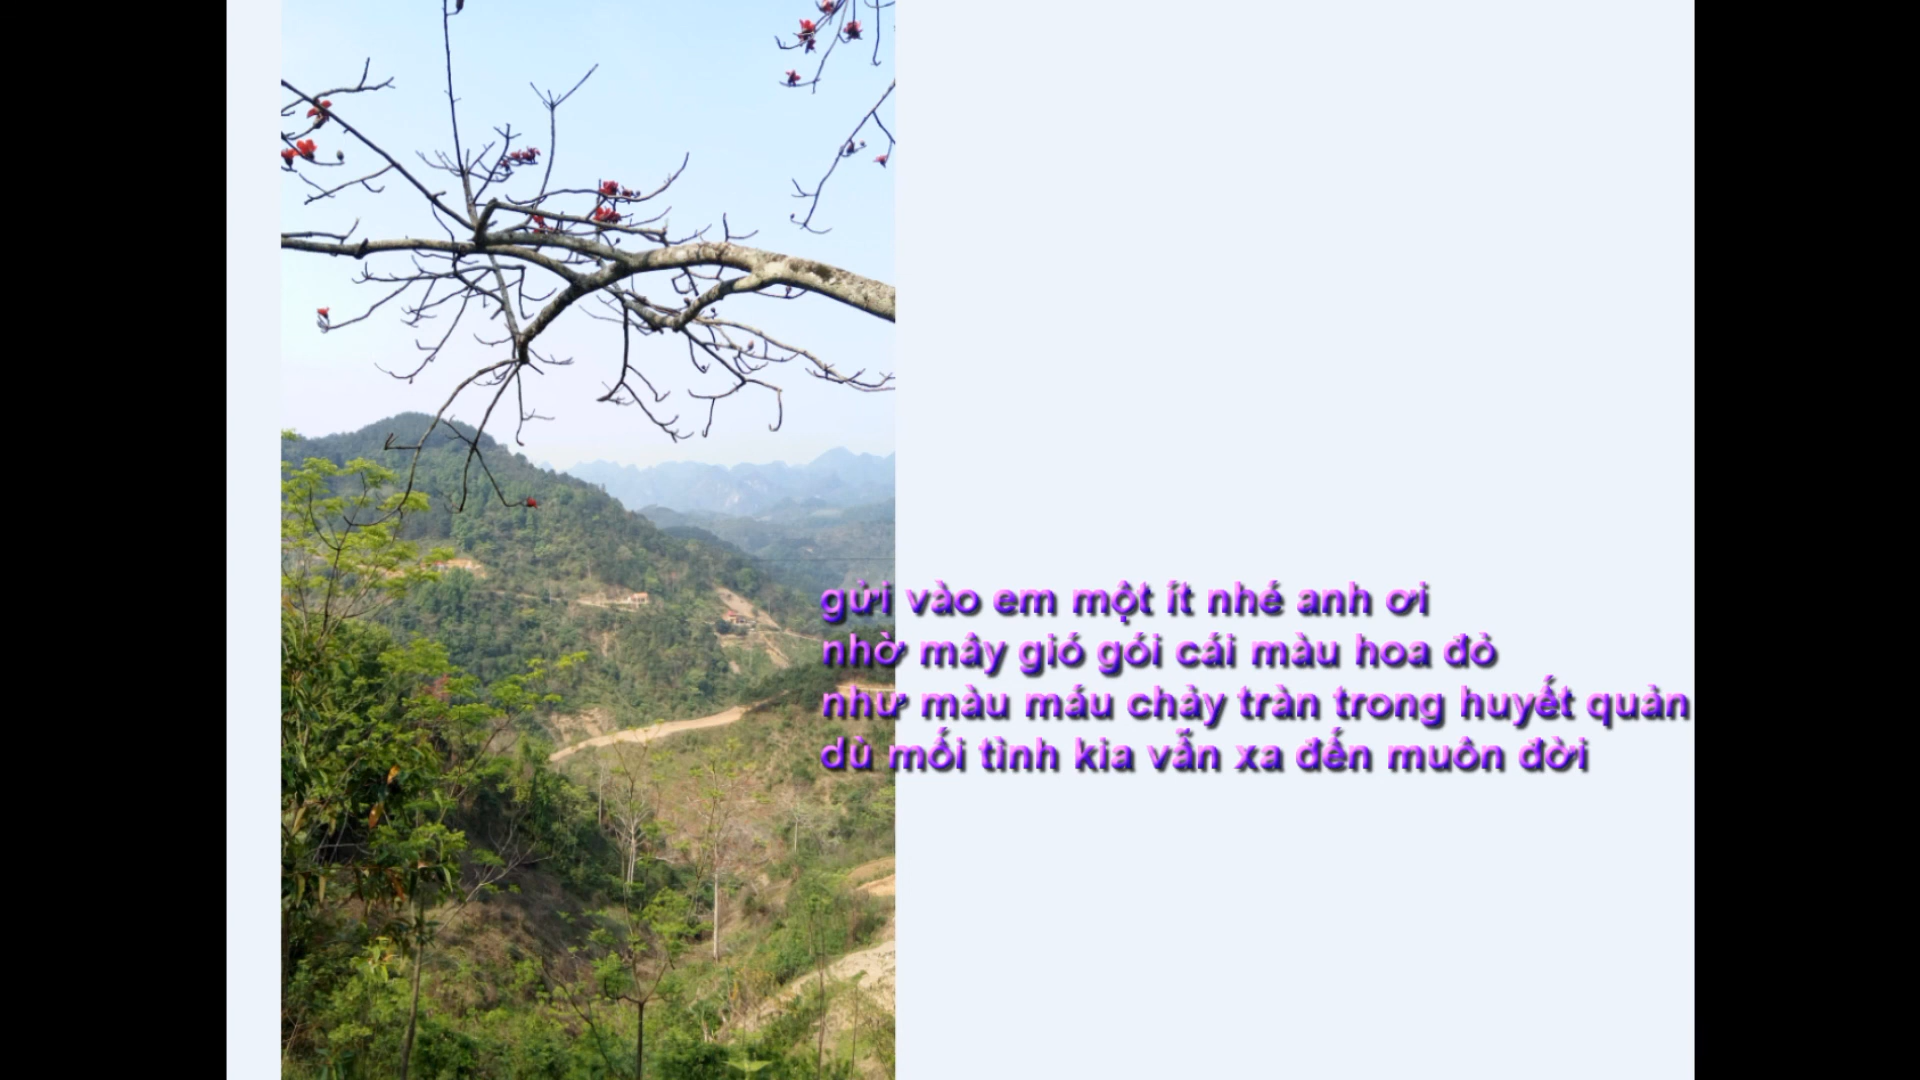 gửi vào em một ít nhé anh ơi
nhờ mây gió gói cái màu hoa đỏ
như màu máu chảy tràn trong huyết quản
dù mối tình kia vẫn xa đến muôn đời